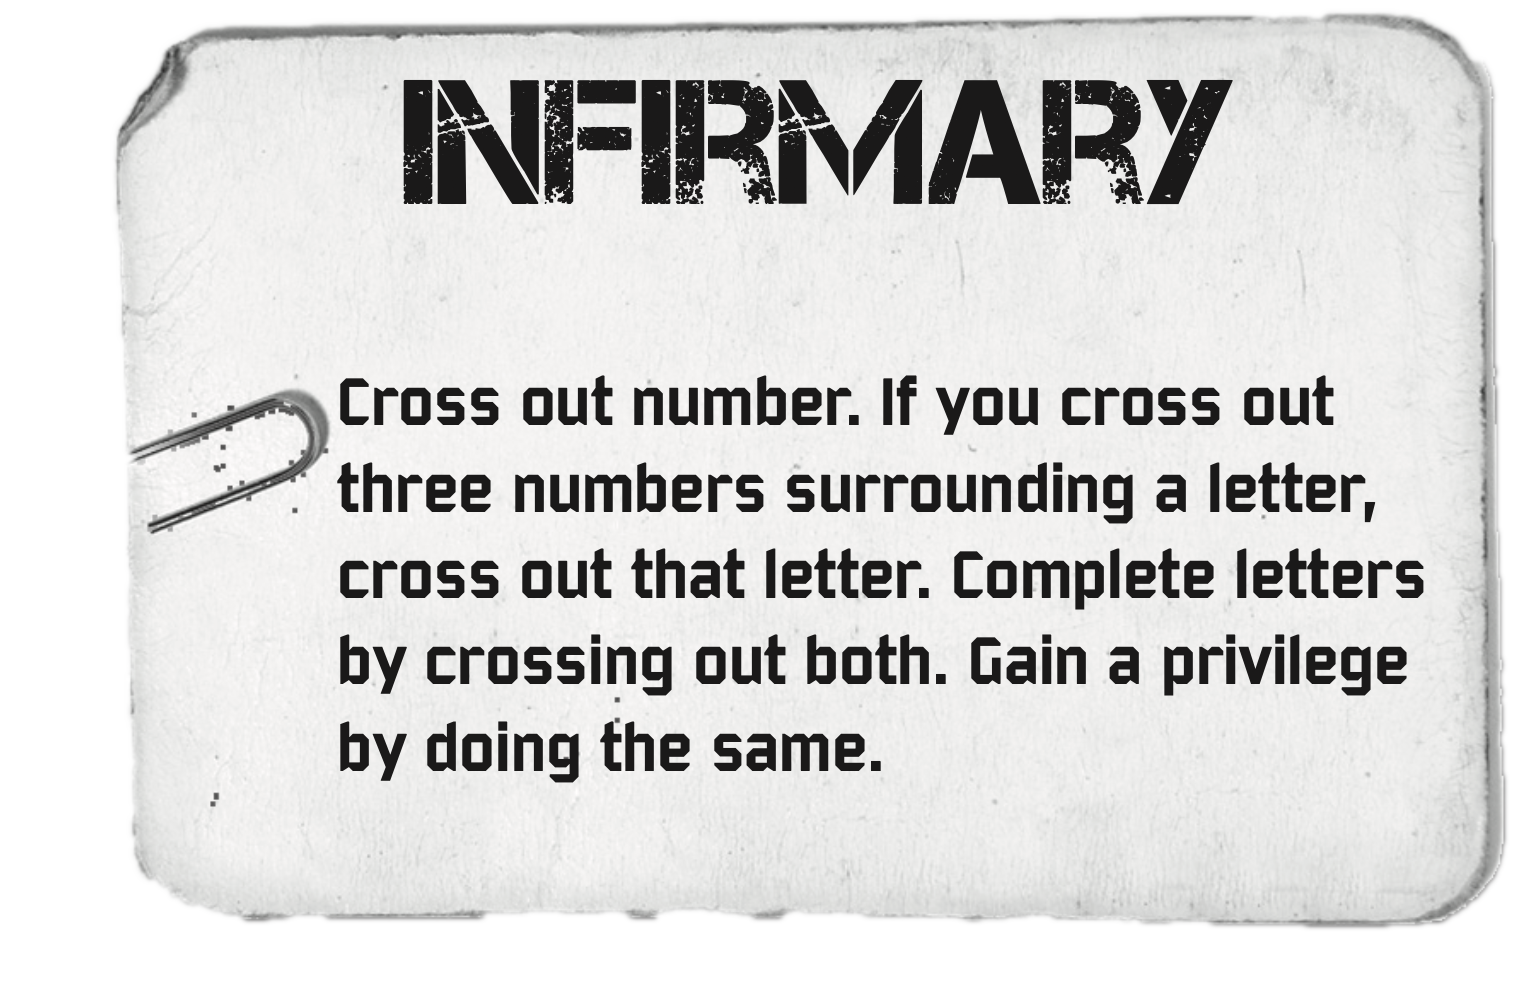 INFIRMARY
Cross out number. If you cross out
three numbers surrounding a letter,
cross out that letter. Complete letters
by crossing out both. Gain a privilege
by doing the same.